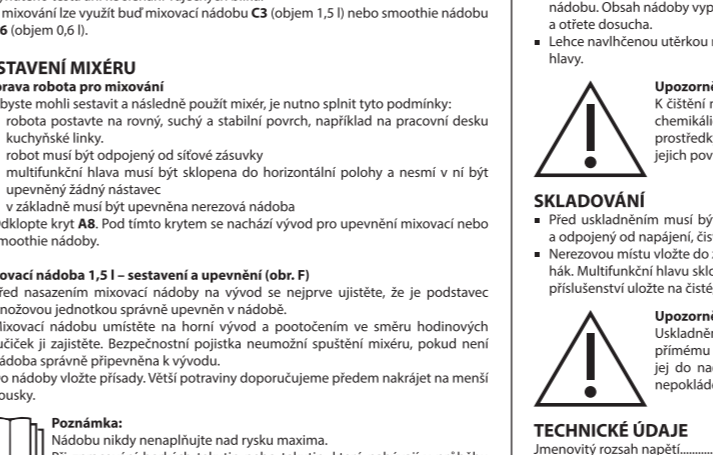 mixování lze využít buď mixovací nádobu C3 (objem 1,5 l) nebo smoothie nádobu
6 (objem 0,6 l).
STAVENÍ MIXÉRU
prava robota pro mixování
byste mohli sestavit a následně použít mixér, je nutno splnit tyto podmínky:
robota postavte na rovný, suchý a stabilní povrch, například na pracovní desku
kuchyňské linky.
robot musí být odpojený od síťové zásuvky
multifunkční hlava musí být sklopena do horizontální polohy a nesmí v ní být
upevněný žádný nástavec
v základně musí být upevněna nerezová nádoba
dklopte kryt A8. Pod tímto krytem se nachází vývod pro upevnění mixovací nebo
moothie nádoby.
ovací nádoba 1,5 l – sestavení a upevnění (obr. F)
řed nasazením mixovací nádoby na vývod se nejprve ujistěte, že je podstavec
nožovou jednotkou správně upevněn v nádobě.
ixovací nádobu umístěte na horní vývod a pootočením ve směru hodinových
učiček ji zajistěte. Bezpečnostní pojistka neumožní spuštění mixéru, pokud není
ádoba správně připevněna k vývodu.
o nádoby vložte přísady. Větší potraviny doporučujeme předem nakrájet na menší
ousky.
Poznámka:
Nádobu nikdy nenaplňujte nad rysku maxima.
nádobu. Obsah nádoby vyp
a otřete dosucha.
Lehce navlhčenou utěrkou
hlavy.
Upozorně
K čištění
chemikáli
prostředk
jejich pov
SKLADOVÁNÍ
Před uskladněním musí bý
a odpojený od napájení, čis
Nerezovou místu vložte do
hák. Multifunkční hlavu sklo
příslušenství uložte na čisté
Upozorně
Uskladněn
přímému
jej do na
nepokláde
TECHNICKÉ ÚDAJE
Jmenovitý rozsah napětí...........